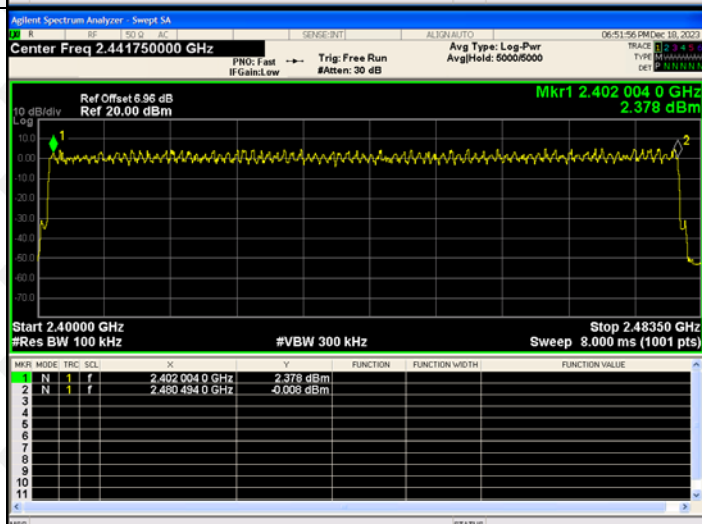 Agilent Spectrum Analyzer - Swept SA
LXI R RF 50 Ω AC SENSE:INT ALIGNAUTO 06:51:56 PM Dec 18, 2023
Center Freq 2.441750000 GHz Avg Type: Log-Pwr TRACE 1 2 3 4 5 6
PNO: Fast Trig: Free Run Avg|Hold: 5000/5000 TYPE M
IFGain:Low #Atten: 30 dB DET P N N N N N
Mkr1 2.402 004 0 GHz
Ref Offset 6.96 dB
10 dB/div Ref 20.00 dBm 2.378 dBm
Log
1
2
10.0
0.00
-10.0
-20.0
-30.0
-40.0
-50.0
-60.0
-70.0
Start 2.40000 GHz Stop 2.48350 GHz
#Res BW 100 kHz #VBW 300 kHz Sweep 8.000 ms (1001 pts)
MKR MODE TRC SCL X Y FUNCTION FUNCTION WIDTH FUNCTION VALUE
1 N 1 f 2.402 004 0 GHz 2.378 dBm
2 N 1 f 2.480 494 0 GHz -0.008 dBm
3
4
5
6
7
8
9
10
11